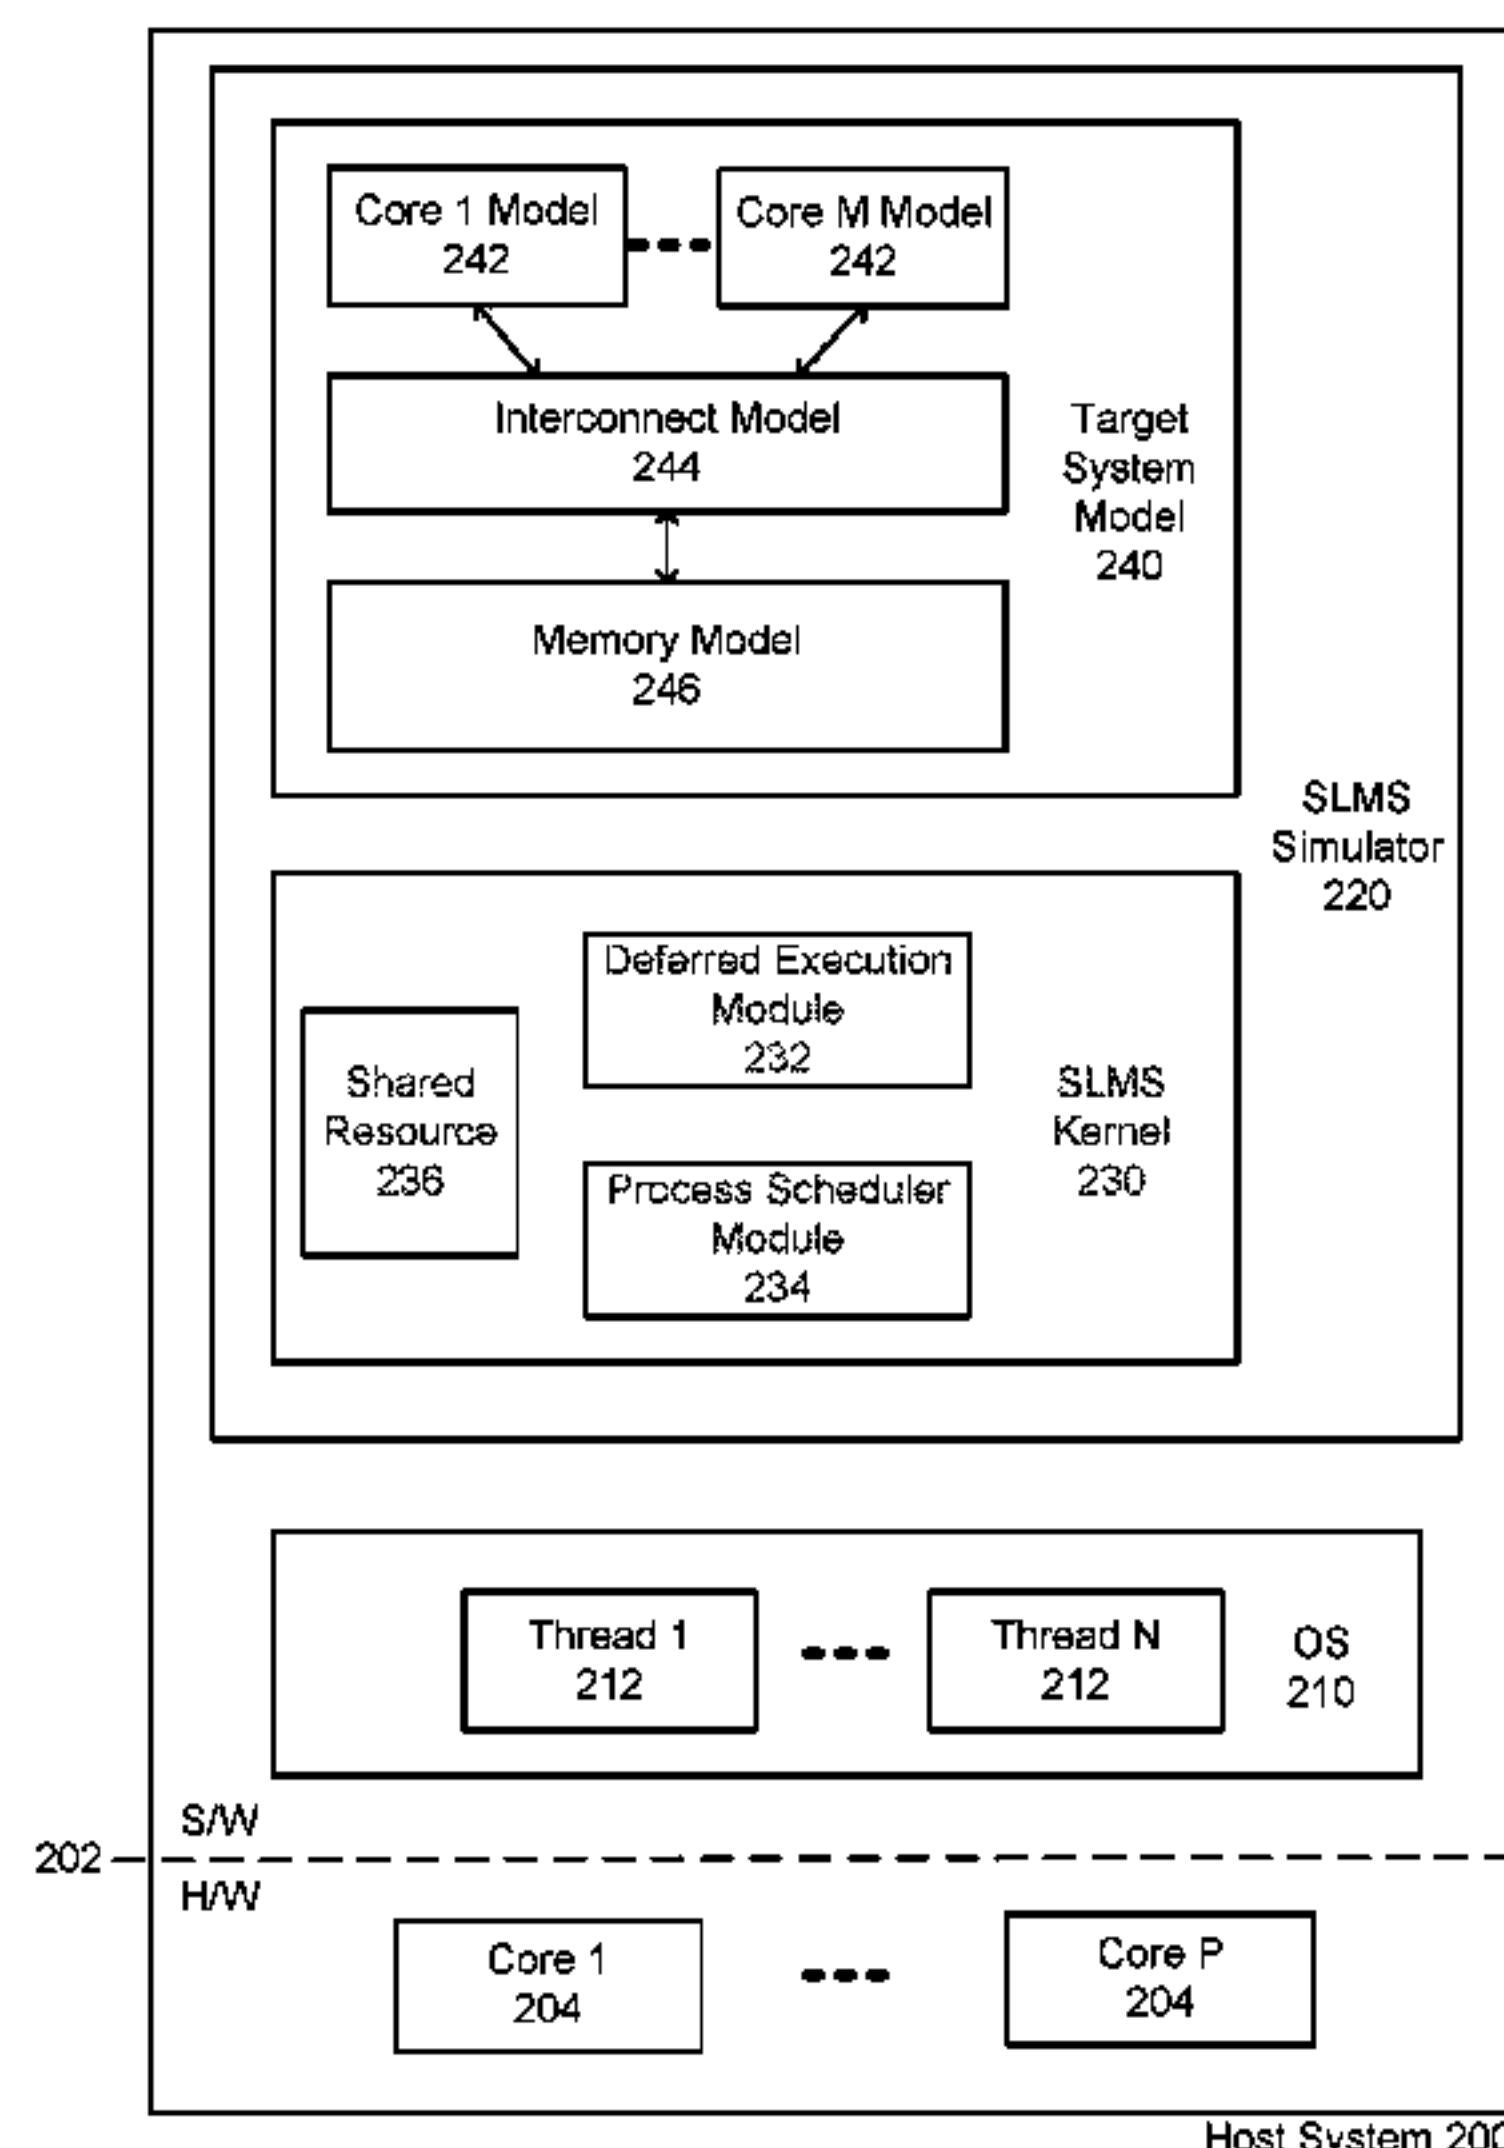 Core 1 Model
242
Core M Model
242
Interconnect Model
244
Target
System
Model
240
Memory Model
246
SLMS
Simulator
220
Deferred Execution
Module
232
Shared
Resource
236
SLMS
Kernel
230
Process Scheduler
Module
234
Thread 1
212
Thread N
212
OS
210
S/W
202
H/W
Core 1
204
Core P
204
Host System 200